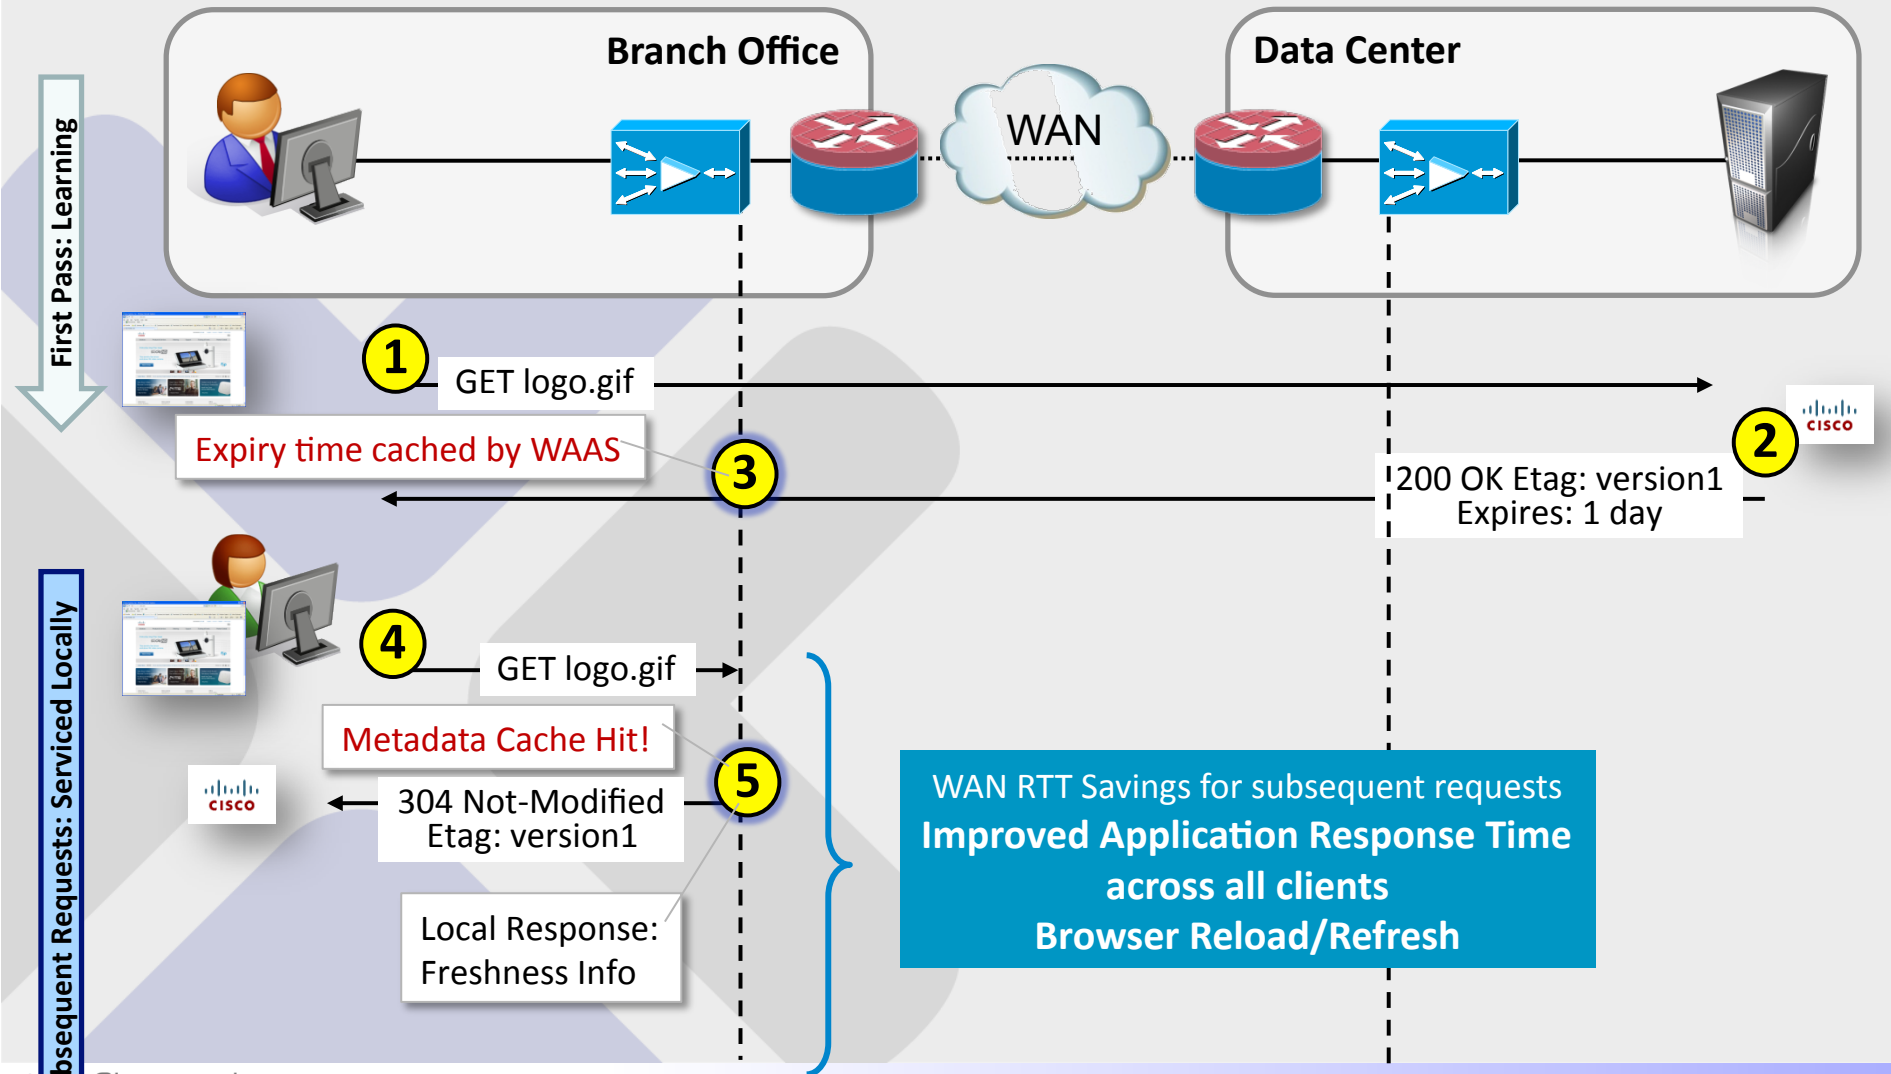 Branch Office
Data Center
WAN
First Pass: Learning
1
GET logo.gif
CISCO
2
Expiry time cached by WAAS
3
200 OK Etag: version1
Expires: 1 day
bsequent Requests: Serviced Locally
4
GET logo.gif
Metadata Cache Hit!
5
CISCO
304 Not-Modified
Etag: version1
WAN RTT Savings for subsequent requests
Improved Application Response Time
across all clients
Browser Reload/Refresh
Local Response:
Freshness Info